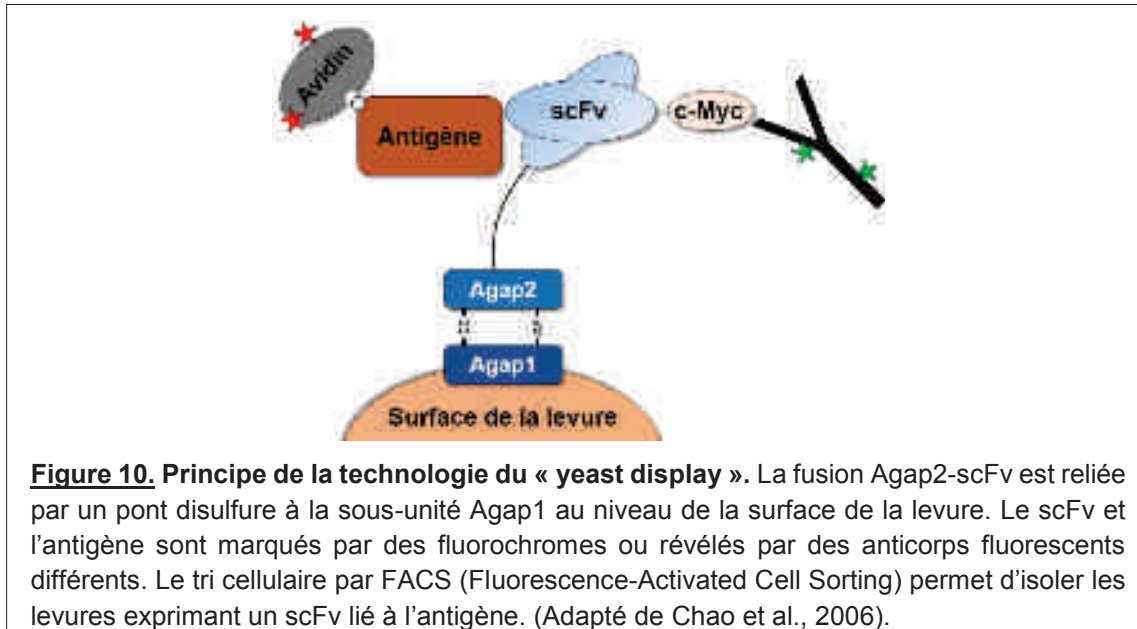 Avidin
Antigène
scFv
c-Myc
Agap2
Agap1
Surface de la levure
Figure 10. Principe de la technologie du « yeast display ». La fusion Agap2-scFv est reliée
par un pont disulfure à la sous-unité Agap1 au niveau de la surface de la levure. Le scFv et
l’antigène sont marqués par des fluorochromes ou révélés par des anticorps fluorescents
différents. Le tri cellulaire par FACS (Fluorescence-Activated Cell Sorting) permet d’isoler les
levures exprimant un scFv lié à l’antigène. (Adapté de Chao et al., 2006).